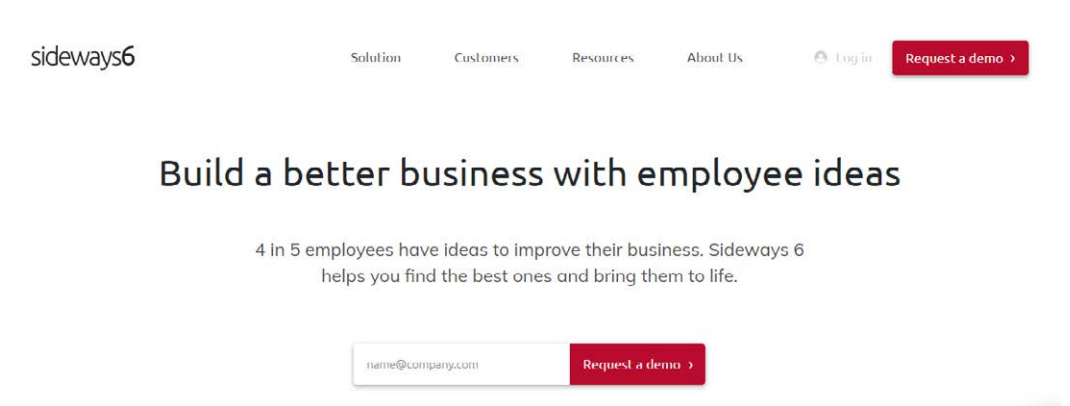 sideways6
Solution Customers Resources About Us Log in Request a demo ›
Build a better business with employee ideas
4 in 5 employees have ideas to improve their business. Sideways 6
helps you find the best ones and bring them to life.
name@company.com Request a demo ›